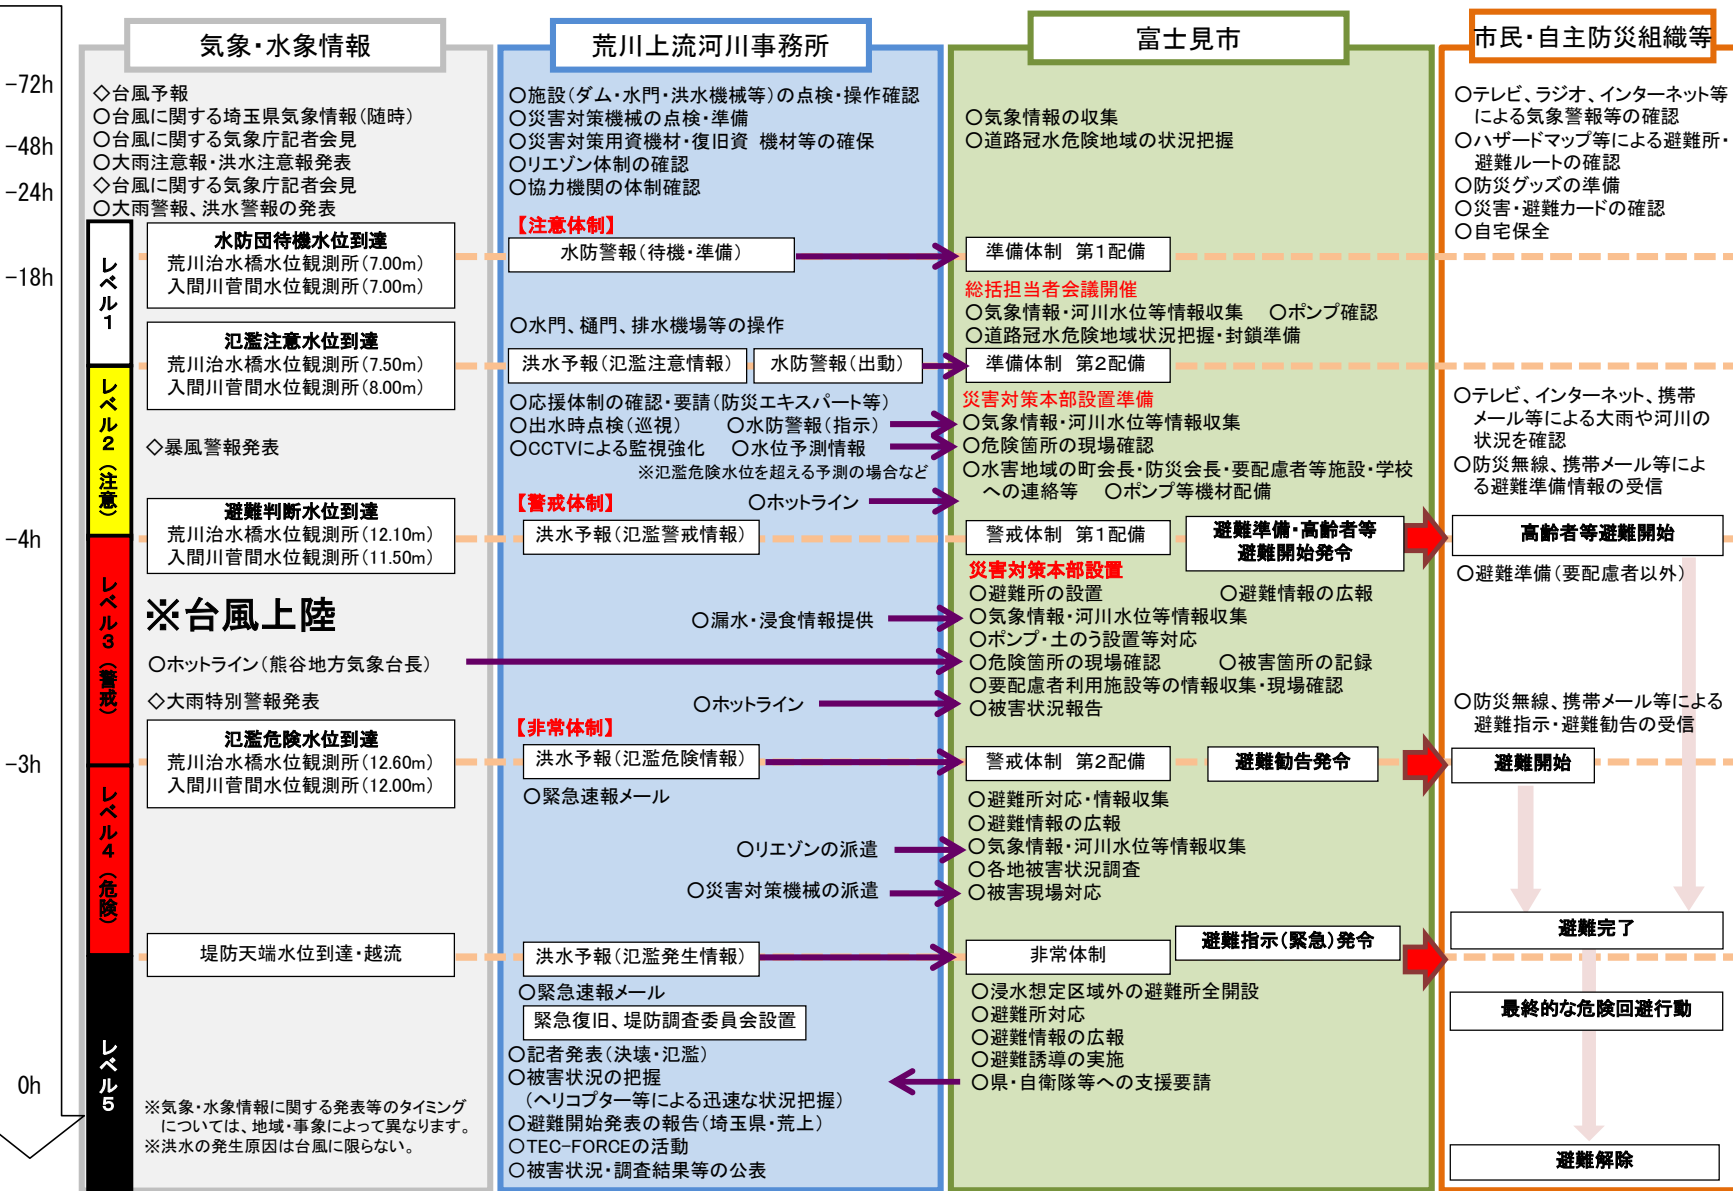 -72h
-48h
-24h
-18h
-4h
-3h
0h
気象・水象情報
◇台風予報
○台風に関する埼玉県気象情報（随時）
○台風に関する気象庁記者会見
○大雨注意報・洪水注意報発表
◇台風に関する気象庁記者会見
○大雨警報、洪水警報の発表
レベル１
レベル２（注意）
レベル３（警戒）
レベル４（危険）
レベル５
水防団待機水位到達
荒川治水橋水位観測所（7.00m）
入間川菅間水位観測所（7.00m）
氾濫注意水位到達
荒川治水橋水位観測所（7.50m）
入間川菅間水位観測所（8.00m）
◇暴風警報発表
避難判断水位到達
荒川治水橋水位観測所（12.10m）
入間川菅間水位観測所（11.50m）
※台風上陸
○ホットライン（熊谷地方気象台長）
◇大雨特別警報発表
氾濫危険水位到達
荒川治水橋水位観測所（12.60m）
入間川菅間水位観測所（12.00m）
堤防天端水位到達・越流
※気象・水象情報に関する発表等のタイミング
については、地域・事象によって異なります。
※洪水の発生原因は台風に限らない。
荒川上流河川事務所
○施設（ダム・水門・洪水機械等）の点検・操作確認
○災害対策機械の点検・準備
○災害対策用資機材・復旧資 機材等の確保
○リエゾン体制の確認
○協力機関の体制確認
【注意体制】
水防警報（待機・準備）
○水門、樋門、排水機場等の操作
洪水予報（氾濫注意情報）
水防警報（出動）
○応援体制の確認・要請（防災エキスパート等）
○出水時点検（巡視） ○水防警報（指示）
○CCTVによる監視強化 ○水位予測情報
※氾濫危険水位を超える予測の場合など
【警戒体制】
○ホットライン
洪水予報（氾濫警戒情報）
○漏水・浸食情報提供
○ホットライン
【非常体制】
洪水予報（氾濫危険情報）
○緊急速報メール
○リエゾンの派遣
○災害対策機械の派遣
洪水予報（氾濫発生情報）
○緊急速報メール
緊急復旧、堤防調査委員会設置
○記者発表（決壊・氾濫）
○被害状況の把握
（ヘリコプター等による迅速な状況把握）
○避難開始発表の報告（埼玉県・荒上）
○TEC-FORCEの活動
○被害状況・調査結果等の公表
富士見市
○気象情報の収集
○道路冠水危険地域の状況把握
準備体制 第１配備
総括担当者会議開催
○気象情報・河川水位等情報収集 ○ポンプ確認
○道路冠水危険地域状況把握・封鎖準備
準備体制 第２配備
災害対策本部設置準備
○気象情報・河川水位等情報収集
○危険箇所の現場確認
○水害地域の町会長・防災会長・要配慮者等施設・学校
への連絡等 ○ポンプ等機材配備
警戒体制 第１配備
避難準備・高齢者等
避難開始発令
災害対策本部設置
○避難所の設置 ○避難情報の広報
○気象情報・河川水位等情報収集
○ポンプ・土のう設置等対応
○危険箇所の現場確認 ○被害箇所の記録
○要配慮者利用施設等の情報収集・現場確認
○被害状況報告
警戒体制 第２配備
避難勧告発令
○避難所対応・情報収集
○避難情報の広報
○気象情報・河川水位等情報収集
○各地被害状況調査
○被害現場対応
非常体制
避難指示（緊急）発令
○浸水想定区域外の避難所全開設
○避難所対応
○避難情報の広報
○避難誘導の実施
○県・自衛隊等への支援要請
市民・自主防災組織等
○テレビ、ラジオ、インターネット等
による気象警報等の確認
○ハザードマップ等による避難所・
避難ルートの確認
○防災グッズの準備
○災害・避難カードの確認
○自宅保全
○テレビ、インターネット、携帯
メール等による大雨や河川の
状況を確認
○防災無線、携帯メール等によ
る避難準備情報の受信
高齢者等避難開始
○避難準備（要配慮者以外）
○防災無線、携帯メール等による
避難指示・避難勧告の受信
避難開始
避難完了
最終的な危険回避行動
避難解除